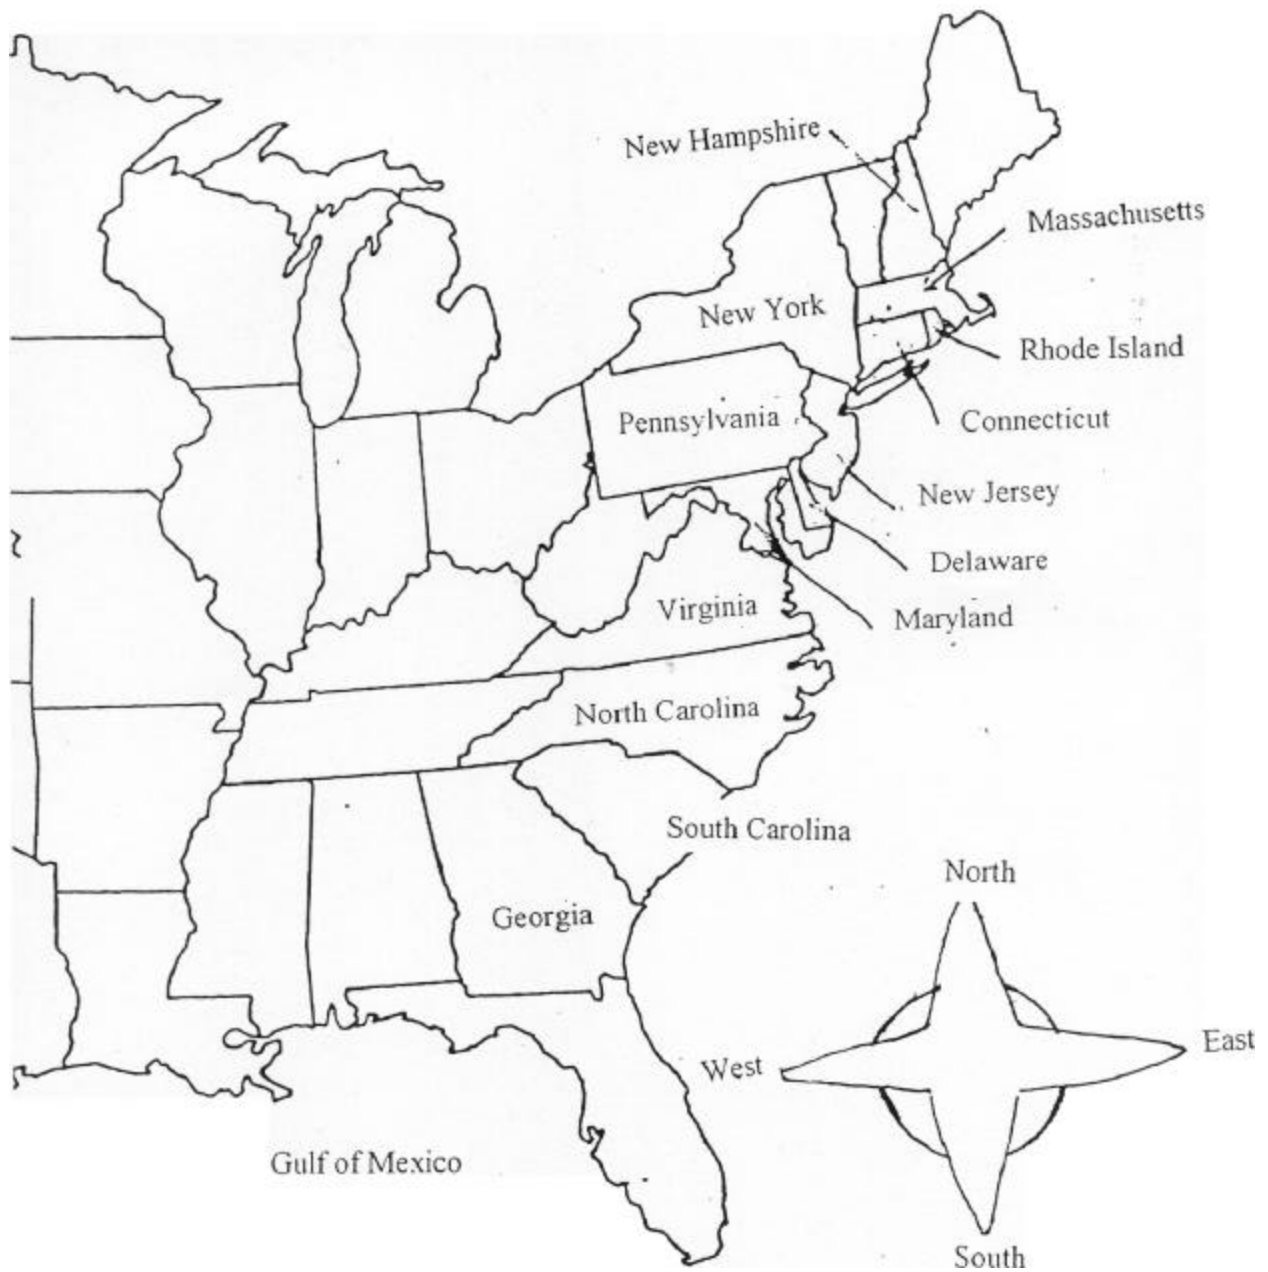 New Hampshire
Massachusetts
New York
Rhode Island
Pennsylvania
Connecticut
New Jersey
Delaware
Virginia
Maryland
North Carolina
South Carolina
North
Georgia
East
West
Gulf of Mexico
South